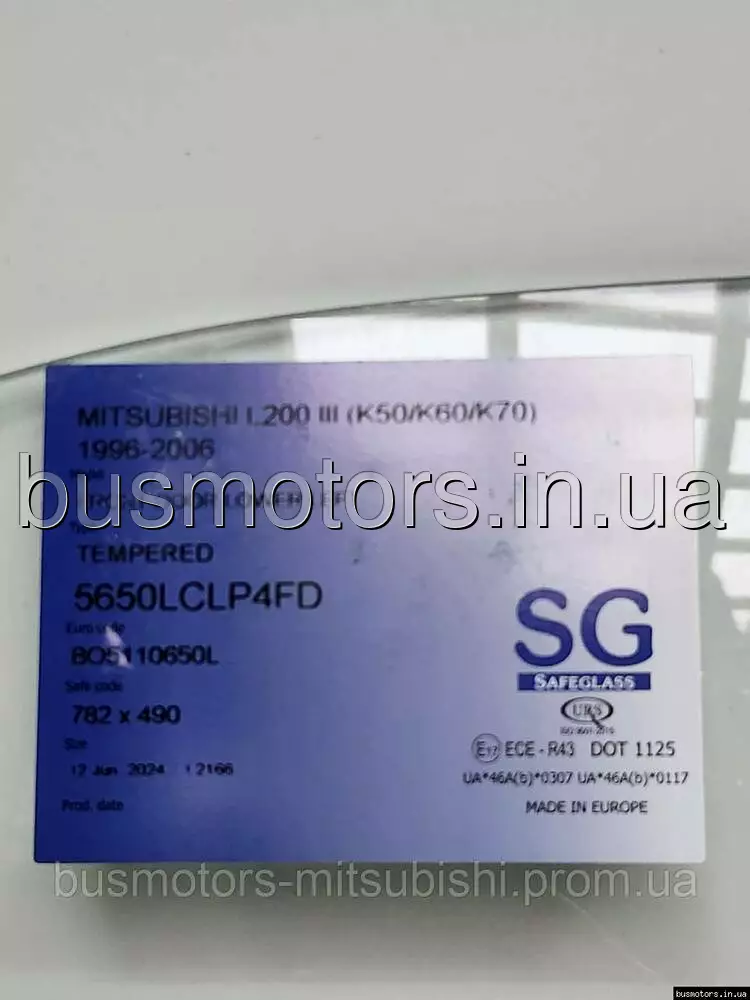 MITSUBISHI L200 III (K50/K60/K70)
1996-2006
busmotors.in.ua
TEMPERED
5650LCLP4FD
Euro code
BO5110650L
Safe code
782 x 490
Size
12 Jun 2024 12166
Prod. date
SG
SAFEGLASS
URS
E17 ECE - R43 DOT 1125
UA*46A(b)*0307 UA*46A(b)*0117
MADE IN EUROPE
busmotors-mitsubishi.prom.ua
busmotors.in.ua